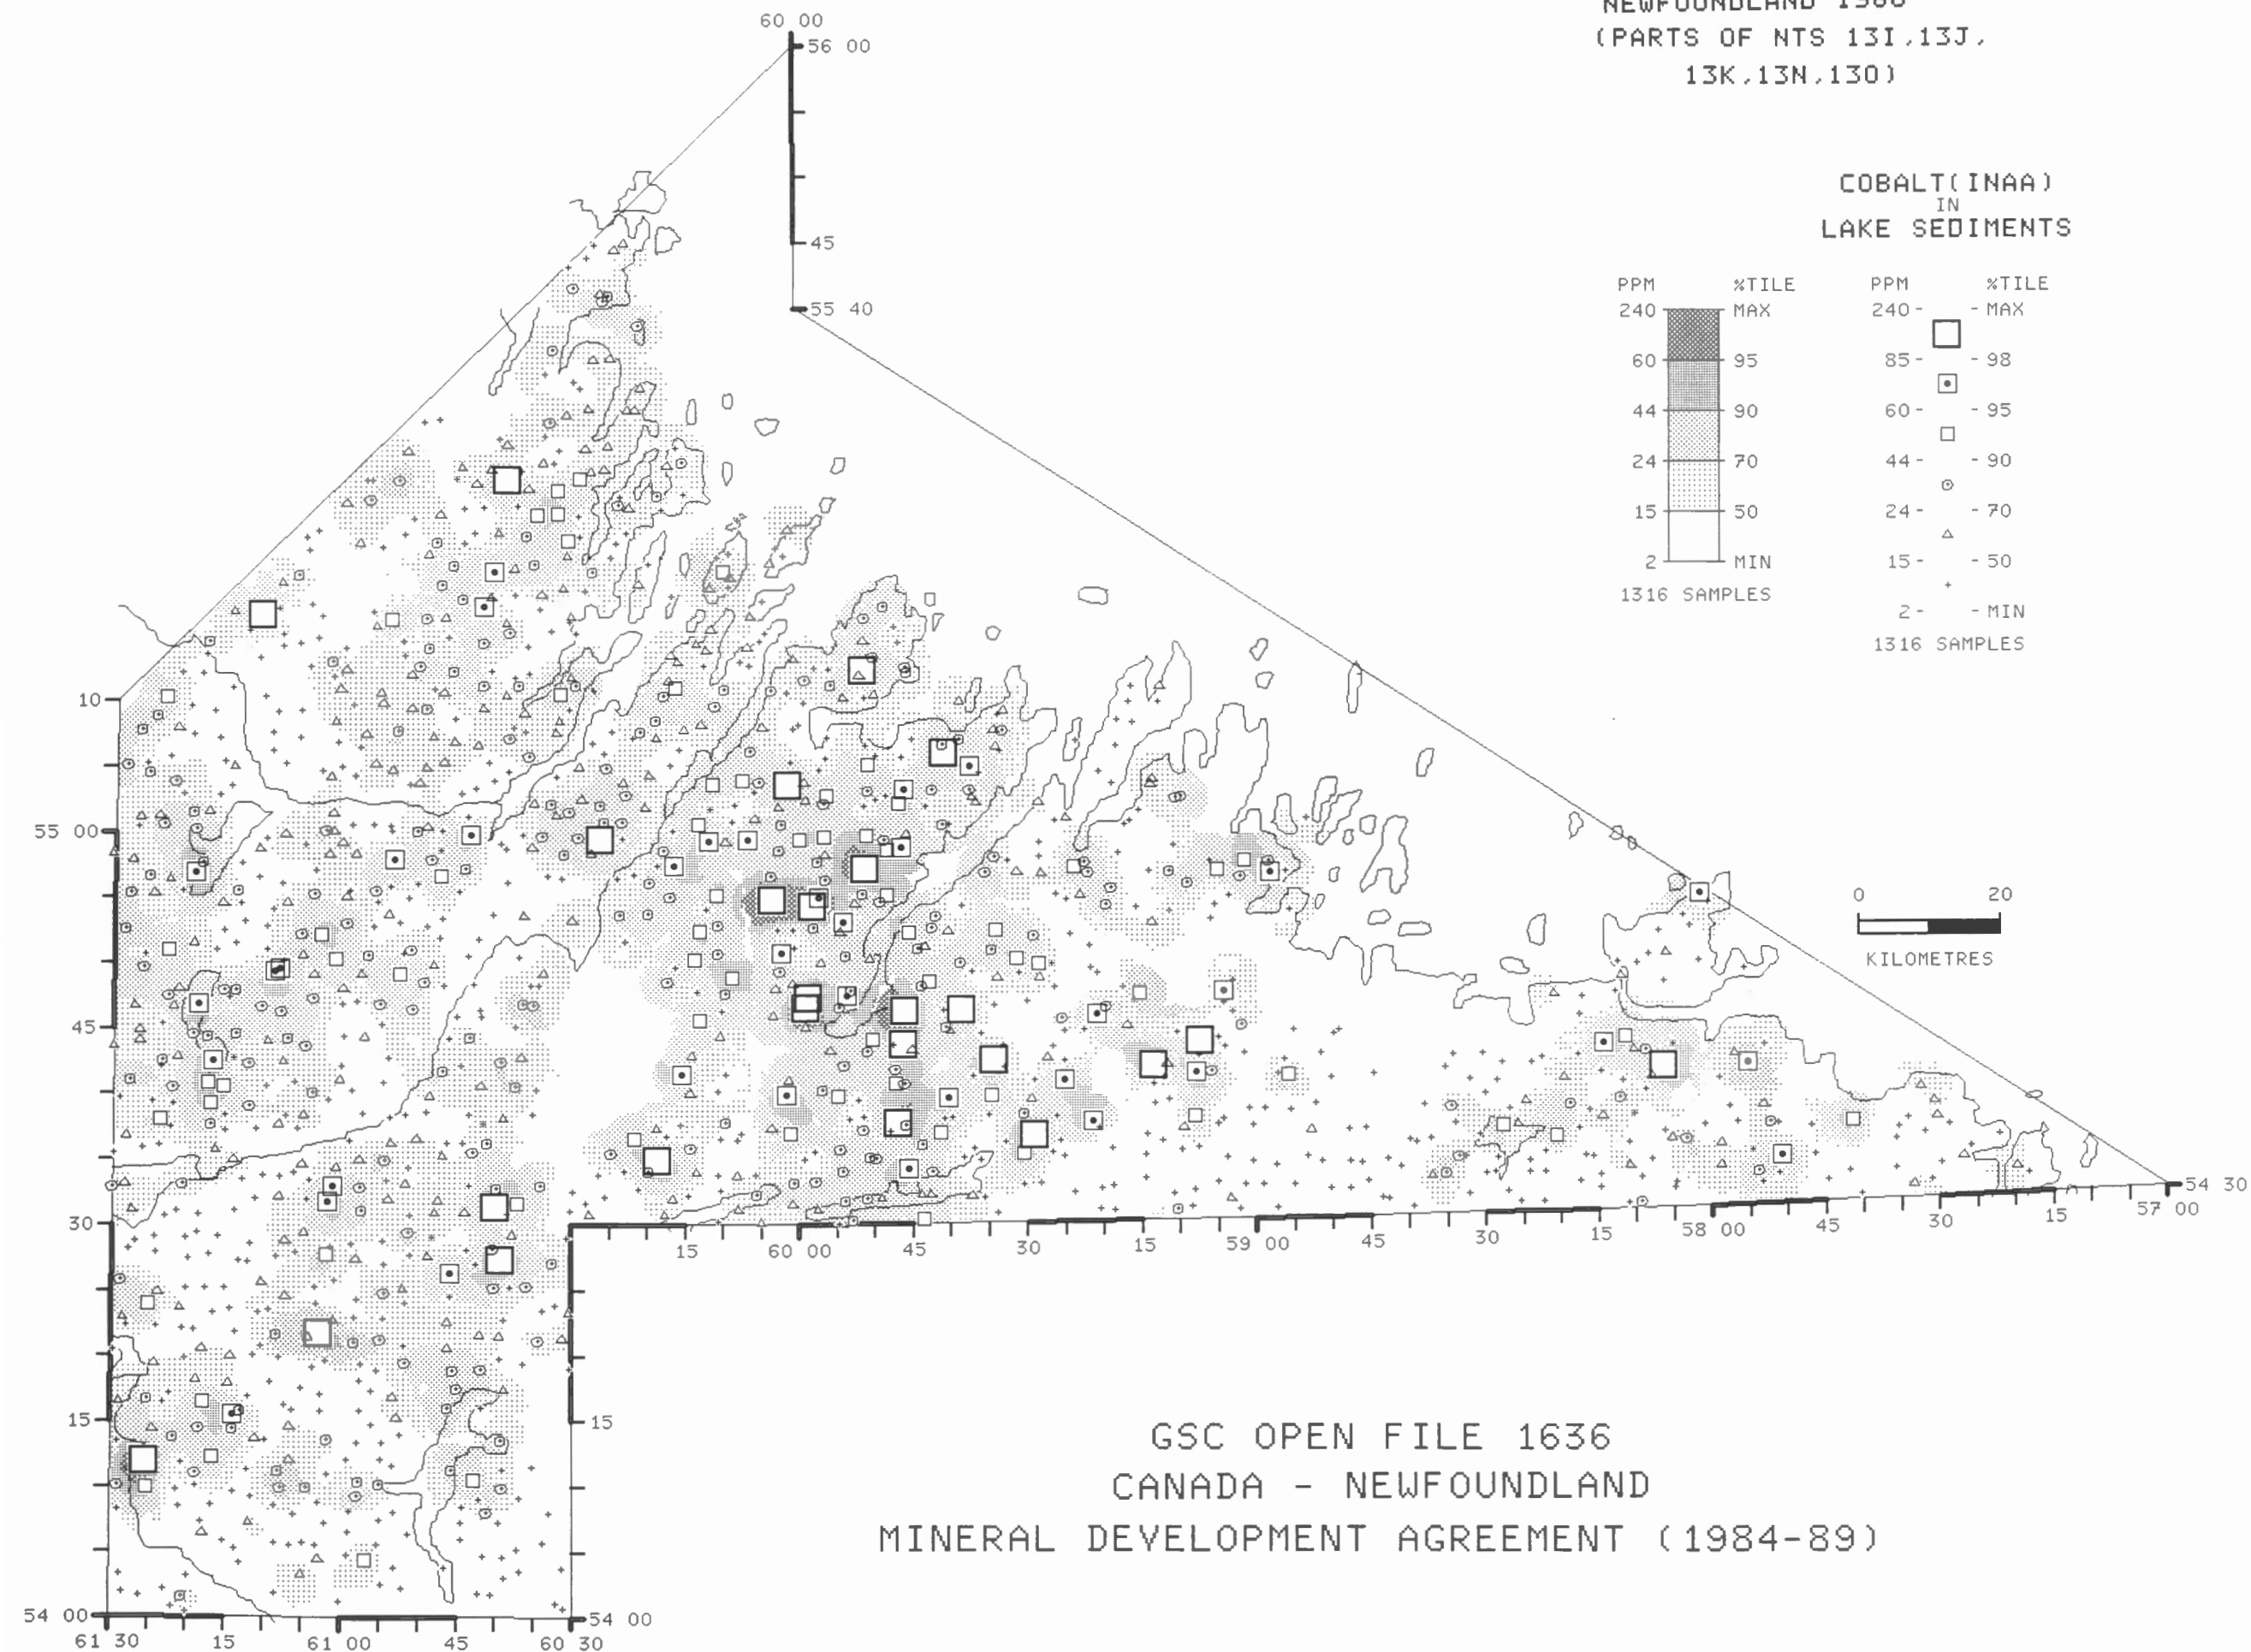 NEWFOUNDLAND 1986
(PARTS OF NTS 13I,13J,
13K,13N,13O)
COBALT(INAA)
IN
LAKE SEDIMENTS
PPM %TILE
240 MAX
60 95
44 90
24 70
15 50
2 MIN
1316 SAMPLES
PPM %TILE
240 - - MAX
85 - - 98
60 - - 95
44 - - 90
24 - - 70
15 - - 50
2 - - MIN
1316 SAMPLES
60 00
56 00
45
55 40
10
55 00
45
30
15
54 00
61 30
15
61 00
45
60 30
54 00
15
15
60 00
45
30
15
59 00
45
30
15
58 00
45
30
15
57 00
54 30
0 20
KILOMETRES
GSC OPEN FILE 1636
CANADA - NEWFOUNDLAND
MINERAL DEVELOPMENT AGREEMENT (1984-89)